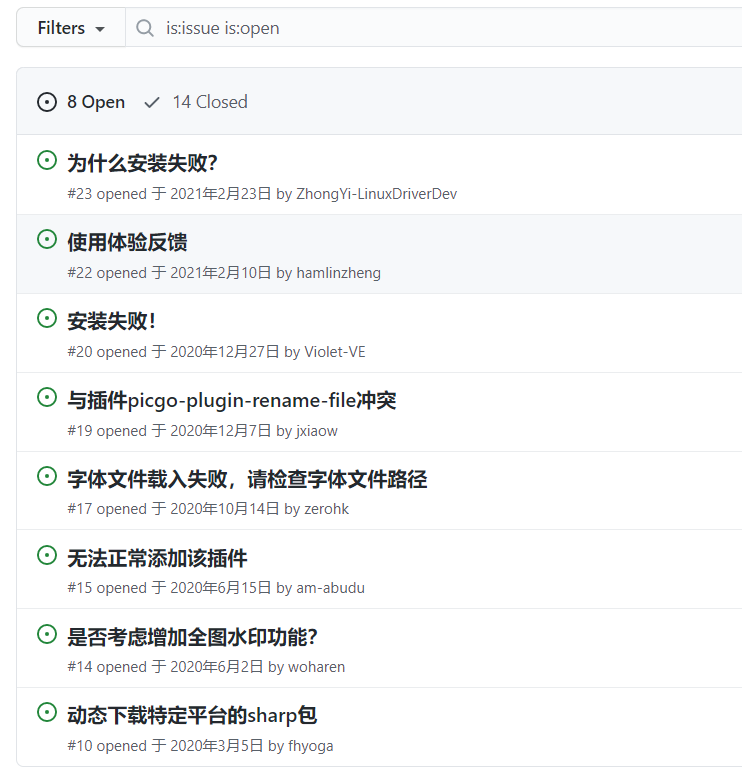 Filters
is:issue is:open
8 Open 14 Closed
为什么安装失败？
#23 opened 于 2021年2月23日 by ZhongYi-LinuxDriverDev
使用体验反馈
#22 opened 于 2021年2月10日 by hamlinzheng
安装失败！
#20 opened 于 2020年12月27日 by Violet-VE
与插件picgo-plugin-rename-file冲突
#19 opened 于 2020年12月7日 by jxiaow
字体文件载入失败，请检查字体文件路径
#17 opened 于 2020年10月14日 by zerohk
无法正常添加该插件
#15 opened 于 2020年6月15日 by am-abudu
是否考虑增加全图水印功能？
#14 opened 于 2020年6月2日 by woharen
动态下载特定平台的sharp包
#10 opened 于 2020年3月5日 by fhyoga